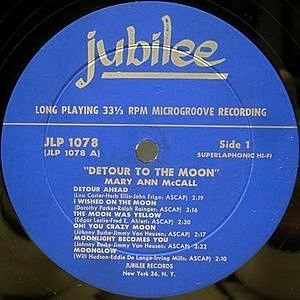 jubilee
LONG PLAYING 33⅓ RPM MICROGROOVE RECORDING
JLP 1078
(JLP 1078 A)
Side 1
SUPERLAPHONIC HI-FI
"DETOUR TO THE MOON"
MARY ANN McCALL
DETOUR AHEAD
(Lou Carter-Herb Ellis-John Frigo: ASCAP) 2:19
I WISHED ON THE MOON
(Dorothy Parker-Ralph Rainger: ASCAP) 3:16
THE MOON WAS YELLOW
(Edgar Leslie-Fred E. Ahlert: ASCAP)
OH! YOU CRAZY MOON
(Johnny Burke-Jimmy Van Heusen: ASCAP)
MOONLIGHT BECOMES YOU
(Johnny Burke-Jimmy Van Heusen: ASCAP) 3:22
MOONGLOW
(Will Hudson-Eddie De Lange-Irving Mills: ASCAP) 2:10
JUBILEE RECORDS
New York 36, N. Y.